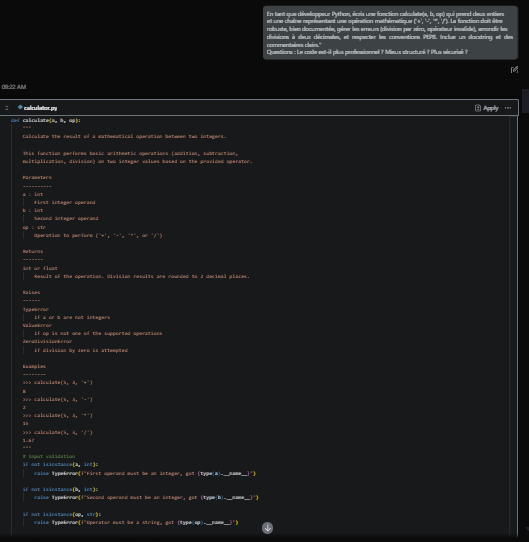 En tant que développeur Python, écris une fonction calculate(a, b, op) qui prend deux entiers
et une chaîne représentant une opération mathématique ('+', '-', '*', '/'). La fonction doit être
robuste, bien documentée, gérer les erreurs (division par zéro, opérateur invalide), arrondir les
divisions à deux décimales, et respecter les conventions PEP8. Inclue un docstring et des
commentaires clairs."
Questions : Le code est-il plus professionnel ? Mieux structuré ? Plus sécurisé ?
09:22 AM
calculator.py
Apply
def calculate(a, b, op):
"""
Calculate the result of a mathematical operation between two integers.
This function performs basic arithmetic operations (addition, subtraction,
multiplication, division) on two integer values based on the provided operator.
Parameters
----------
a : int
First integer operand
b : int
Second integer operand
op : str
Operation to perform ('+', '-', '*', or '/')
Returns
-------
int or float
Result of the operation. Division results are rounded to 2 decimal places.
Raises
------
TypeError
If a or b are not integers
ValueError
If op is not one of the supported operations
ZeroDivisionError
If division by zero is attempted
Examples
--------
>>> calculate(5, 3, '+')
8
>>> calculate(5, 3, '-')
2
>>> calculate(5, 3, '*')
15
>>> calculate(5, 3, '/')
1.67
"""
# Input validation
if not isinstance(a, int):
raise TypeError(f"First operand must be an integer, got {type(a).__name__}")
if not isinstance(b, int):
raise TypeError(f"Second operand must be an integer, got {type(b).__name__}")
if not isinstance(op, str):
raise TypeError(f"Operator must be a string, got {type(op).__name__}")